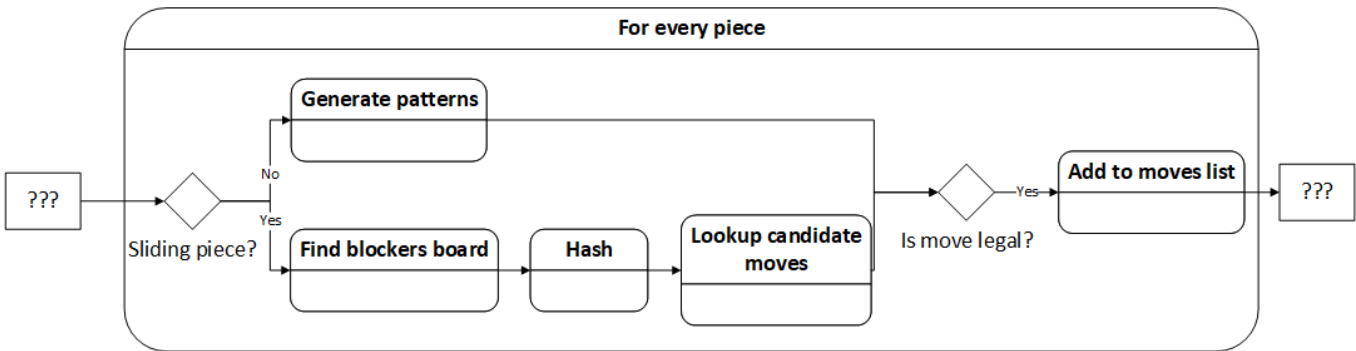 For every piece
Generate patterns
No
???
Yes
Sliding piece?
Find blockers board
Hash
Lookup candidate
moves
Is move legal?
Yes
Add to moves list
???